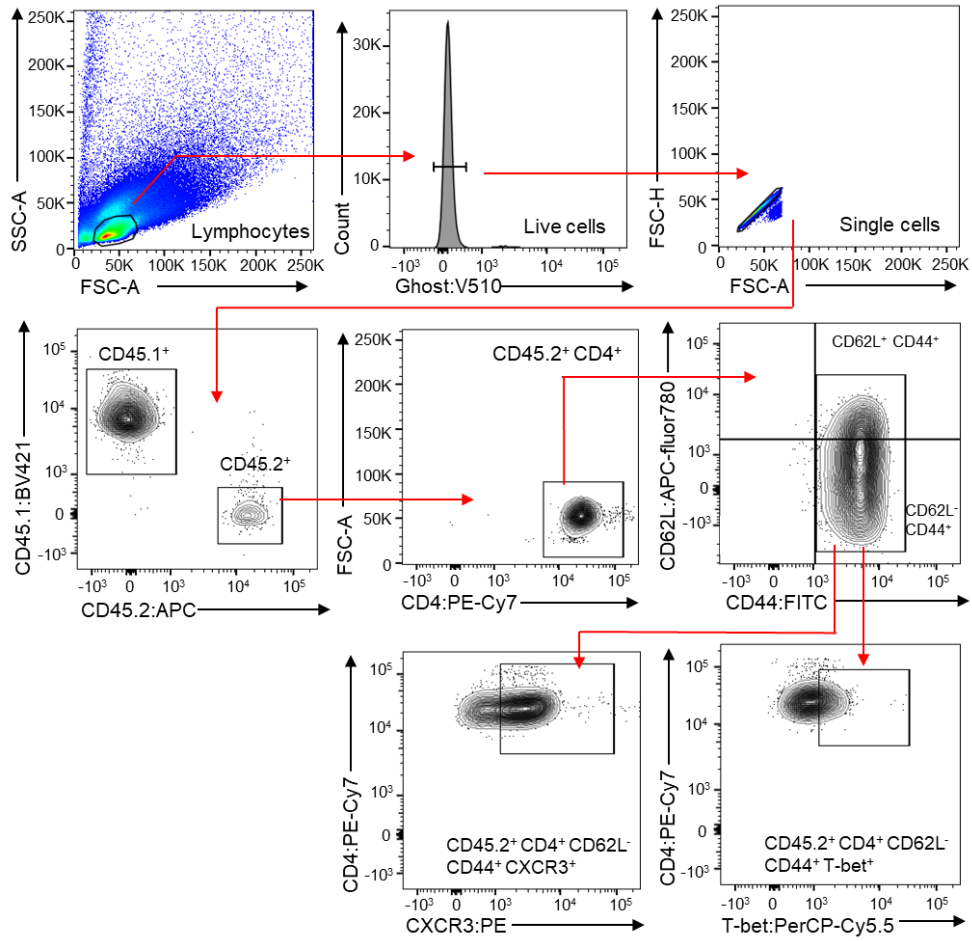 SSC-A
250K
200K
150K
100K
50K
0
0 50K 100K 150K 200K 250K
FSC-A
Lymphocytes
Count
30K
20K
10K
0
-10³ 0 10³ 10⁴ 10⁵
Ghost:V510
Live cells
FSC-H
250K
200K
150K
100K
50K
0
0 50K 100K 150K 200K 250K
FSC-A
Single cells
CD45.1:BV421
10⁵
10⁴
10³
0
-10³
CD45.1⁺
CD45.2⁺
-10³ 0 10³ 10⁴ 10⁵
CD45.2:APC
FSC-A
250K
200K
150K
100K
50K
0
CD45.2⁺ CD4⁺
-10³ 0 10³ 10⁴ 10⁵
CD4:PE-Cy7
CD62L:APC-fluor780
10⁵
10⁴
10³
0
-10³
CD62L⁺ CD44⁺
CD62L⁻
CD44⁺
-10³ 0 10³ 10⁴ 10⁵
CD44:FITC
CD4:PE-Cy7
10⁵
10⁴
10³
0
-10³
CD45.2⁺ CD4⁺ CD62L⁻
CD44⁺ CXCR3⁺
-10³ 0 10³ 10⁴ 10⁵
CXCR3:PE
CD4:PE-Cy7
10⁵
10⁴
10³
0
-10³
CD45.2⁺ CD4⁺ CD62L⁻
CD44⁺ T-bet⁺
-10³ 0 10³ 10⁴ 10⁵
T-bet:PerCP-Cy5.5